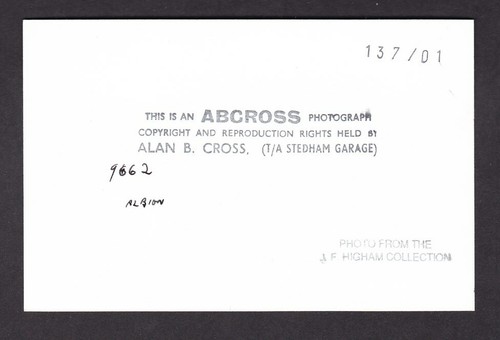 137/01
THIS IS AN ABCROSS PHOTOGRAPH
COPYRIGHT AND REPRODUCTION RIGHTS HELD BY
ALAN B. CROSS, (T/A STEDHAM GARAGE)
9662
ALBION
PHOTO FROM THE
J. F. HIGHAM COLLECTION